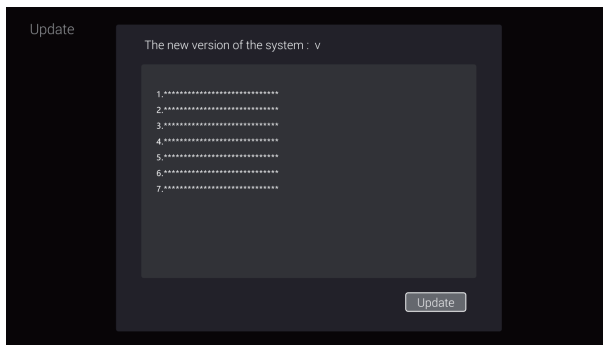 Update
The new version of the system : v
1.*****************************
2.*****************************
3.*****************************
4.*****************************
5.*****************************
6.*****************************
7.*****************************
Update